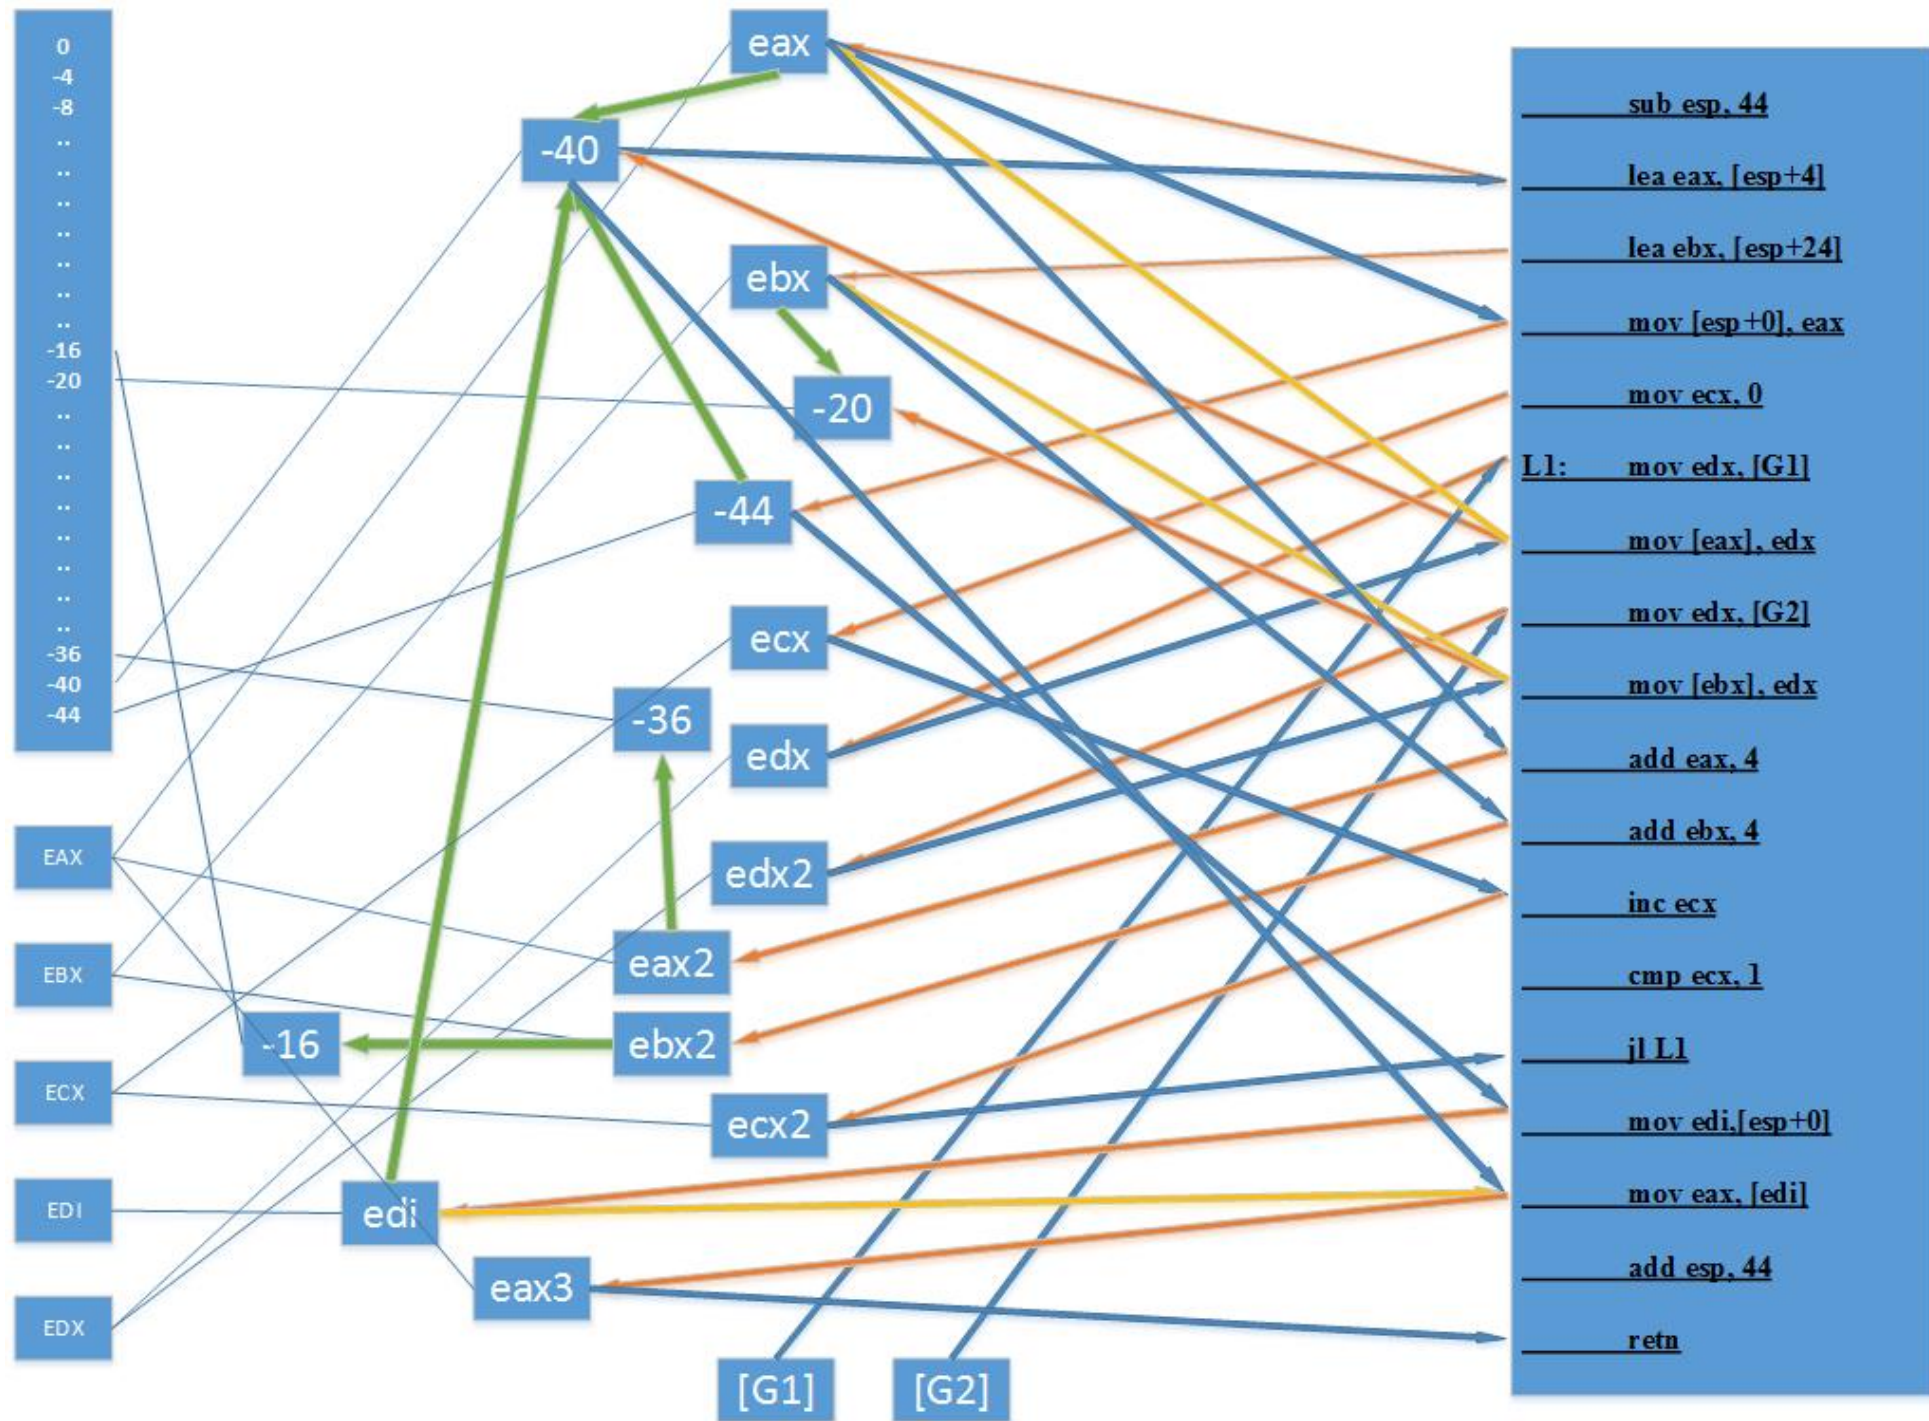 0
-4
-8
..
..
..
..
..
..
..
-16
-20
..
..
..
..
..
..
..
..
-36
-40
-44
EAX
EBX
ECX
EDI
EDX
eax
-40
ebx
-20
-44
ecx
-36
edx
edx2
eax2
-16
ebx2
ecx2
edi
eax3
[G1]
[G2]
sub esp, 44
lea eax, [esp+4]
lea ebx, [esp+24]
mov [esp+0], eax
mov ecx, 0
L1: mov edx, [G1]
mov [eax], edx
mov edx, [G2]
mov [ebx], edx
add eax, 4
add ebx, 4
inc ecx
cmp ecx, 1
jl L1
mov edi,[esp+0]
mov eax, [edi]
add esp, 44
retn